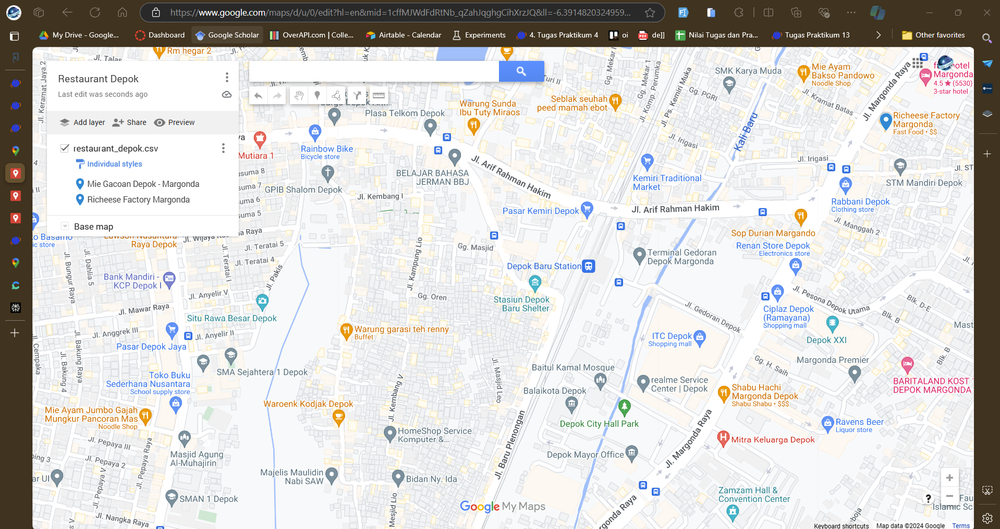 https://www.google.com/maps/d/u/0/edit?hl=en&mid=1cffMJWdFdRtNb_qZahJqghgCihXrzJQ&ll=-6.3914820324959...
My Drive - Google...
Dashboard
Google Scholar
OverAPI.com | Colle...
Airtable - Calendar
Experiments
4. Tugas Praktikum 4
oi
de]]
Nilai Tugas dan Pra...
Tugas Praktikum 13
Other favorites
Restaurant Depok
Last edit was seconds ago
Add layer
Share
Preview
restaurant_depok.csv
Individual styles
Mie Gacoan Depok - Margonda
Richeese Factory Margonda
Base map
Rm hegar 2
Jl. Talas
Jl. Keramat Jaya 2
Turi II
Gg. Mekar 1
Jl. Komp. Perumka
Jl. Ps. Kemiri Muka
Gg. PGRI
SMK Karya Muda
Mie Ayam
Bakso Pandowo
Noodle Shop
Jl. Kramat Batas
Jl. Margonda Raya
hotel
Margonda
4.5 ★ (5530)
3-star hotel
Seblak seuhah
peed mamah ebot
Warung Sunda
Ibu Tuty Miraos
Plasa Telkom Depok
Richeese Factory
Margonda
Fast Food • $$
Kali Baru
Jl. Irigasi
Jl. Irigasi
ya
Mutiara 1
Rainbow Bike
Bicycle store
BELAJAR BAHASA
JERMAN BBJ
GPIB Shalom Depok
Jl. Kembang I
Jl. Arif Rahman Hakim
Kemiri Traditional
Market
STM Mandiri Depok
Jl. ST
Rabbani Depok
Clothing store
Pasar Kemiri Depok
Jl. Arif Rahman Hakim
Jl. Manggah 2
Sop Durian Margando
Renan Store Depok
Electronics store
usuma 8
usuma 7
uma 6
uma 5
ko Basamo
ic store
Lawson Nusantara
Raya Depok
Jl. Teratai 5
Jl. Teratai 4
Jl. Teratai I
Jl. Dahlia 5
Jl. Bungur Raya
Jl. Pakis
Jl. Kampung Lio
Gg. Masjid
Terminal Gedoran
Depok Margonda
Depok Baru Station
Bank Mandiri -
KCP Depok I
Jl. Anyelir V
Gg. Oren
Stasiun Depok
Baru Shelter
Jl. Pesona Depok Utama
Blk. D-E
Blk. B
Jl. Mawar Raya
Situ Rawa Besar Depok
Jl. Gedoran Depok
Ciplaz Depok
(Ramayana)
Shopping mall
Mast
Jl. Anggrek III
Jl. Anyelir II
Warung garasi teh renny
Buffet
ITC Depok
Shopping mall
Depok XXI
Pasar Depok Jaya
Jl. Cempaka
Jl. Bakung 4
Jl. Bakung Raya
Gg. H. Saih
Margonda Premier
Blk. B
SMA Sejahtera 1 Depok
Jl. Masjid Leo
Baitul Kamal Mosque
Toko Buku
Sederhana Nusantara
School supply store
Jl. Kembang V
Balaikota Depok
realme Service
Center | Depok
Shabu Hachi
Margonda Depok
Shabu Shabu • $$$
BARITALAND KOST
DEPOK MARGONDA
Waroenk Kodjak Depok
Mie Ayam Jumbo Gajah
Mungkur Pancoran Mas
Noodle Shop
Depok City Hall Park
Jl. Margonda Raya
Ravens Beer
Liquor store
HomeShop Service
Komputer &...
Jl. Baru Plenongan
Mitra Keluarga Depok
Jl. Pepaya III
Jl. Pepaya 2
Jl. Pepaya V
Jl. Pepaya Raya
Masjid Agung
Al-Muhajirin
Depok Mayor Office
ping 3
ar UI
Majelis Maulidin
Nabi SAW
Bidan Ny. Ida
Zamzam Hall &
Convention Center
SMAN 1 Depok
Jl. Nangka Raya
Mesjid Lio
Google My Maps
rgonda Raya
Fau
Islamic Sc
boja
Keyboard shortcuts
Map data ©2024 Google
Terms